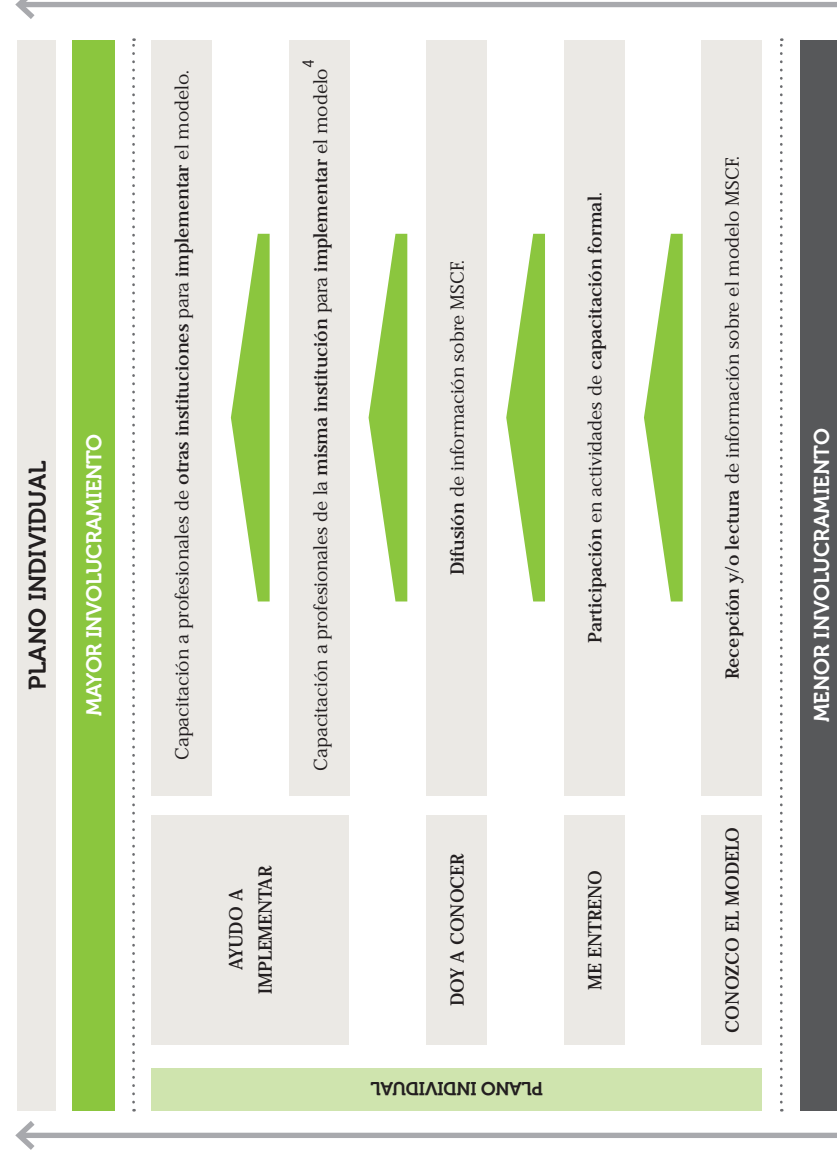 PLANO INDIVIDUAL
MAYOR INVOLUCRAMIENTO
PLANO INDIVIDUAL
AYUDO A
IMPLEMENTAR
Capacitación a profesionales de otras instituciones para implementar el modelo.
Capacitación a profesionales de la misma institución para implementar el modelo4
DOY A CONOCER
Difusión de información sobre MSCF.
ME ENTRENO
Participación en actividades de capacitación formal.
CONOZCO EL MODELO
Recepción y/o lectura de información sobre el modelo MSCF.
MENOR INVOLUCRAMIENTO